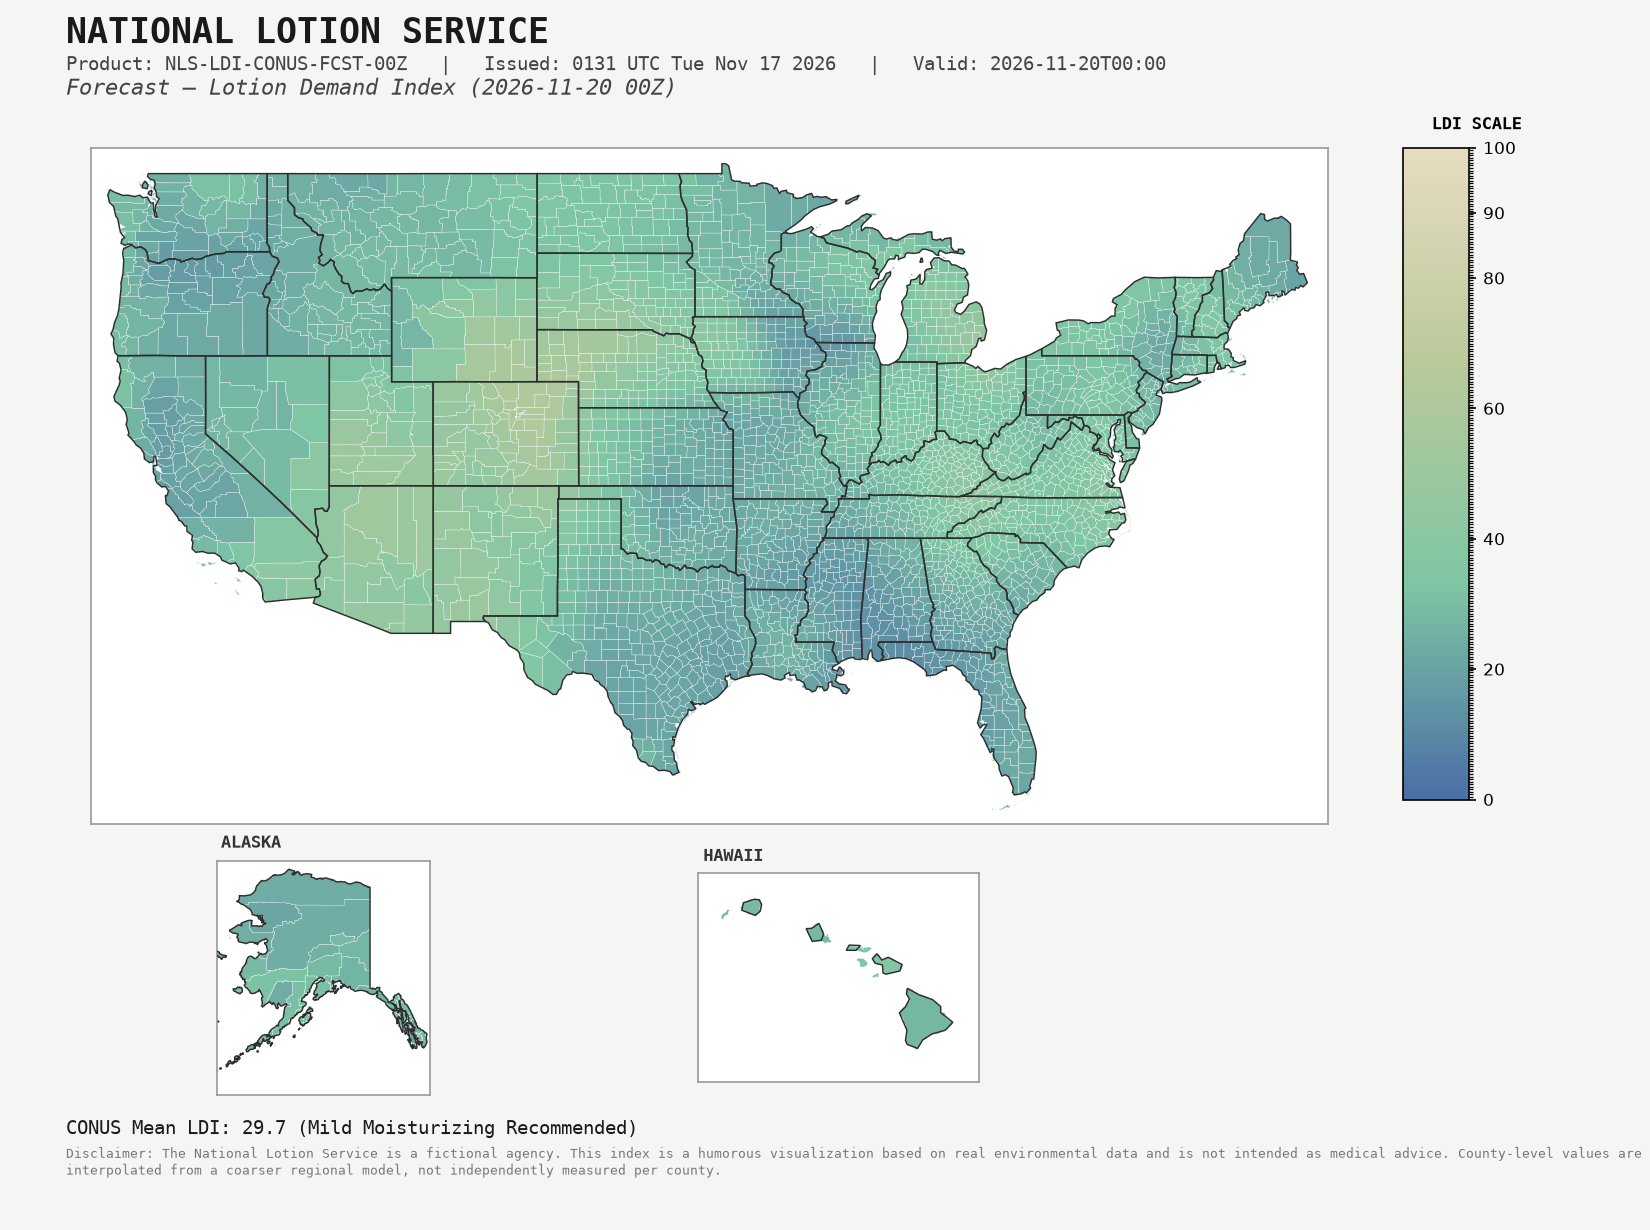 NATIONAL LOTION SERVICE
Product: NLS-LDI-CONUS-FCST-00Z | Issued: 0131 UTC Tue Nov 17 2026 | Valid: 2026-11-20T00:00
Forecast — Lotion Demand Index (2026-11-20 00Z)
LDI SCALE
100
90
80
60
40
20
0
ALASKA
HAWAII
CONUS Mean LDI: 29.7 (Mild Moisturizing Recommended)
Disclaimer: The National Lotion Service is a fictional agency. This index is a humorous visualization based on real environmental data and is not intended as medical advice. County-level values are
interpolated from a coarser regional model, not independently measured per county.